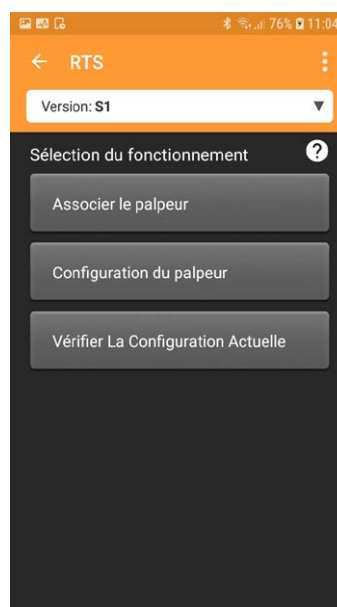 76% 11:04
RTS
Version: S1
Sélection du fonctionnement ?
Associer le palpeur
Configuration du palpeur
Vérifier La Configuration Actuelle